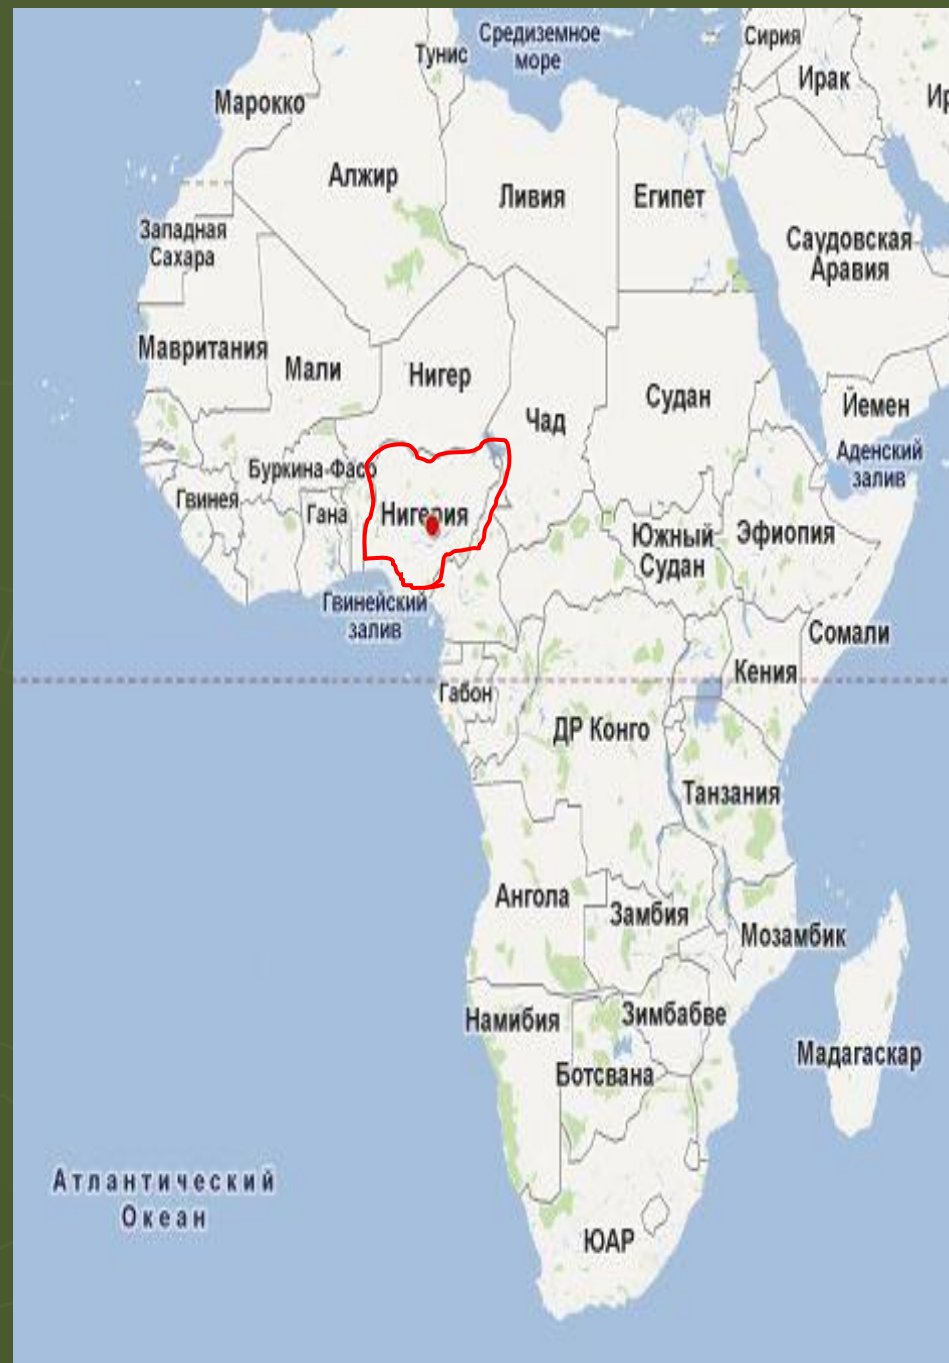 Средиземное
море
Тунис
Сирия
Ирак
Ир
Марокко
Алжир
Ливия
Египет
Западная
Сахара
Саудовская
Аравия
Мавритания
Мали
Нигер
Чад
Судан
Йемен
Аденский
залив
Буркина-Фасо
Гвинея
Гана
Нигерия
Южный
Судан
Эфиопия
Гвинейский
залив
Сомали
Кения
Габон
ДР Конго
Танзания
Ангола
Замбия
Мозамбик
Намибия
Зимбабве
Ботсвана
Мадагаскар
Атлантический
Океан
ЮАР